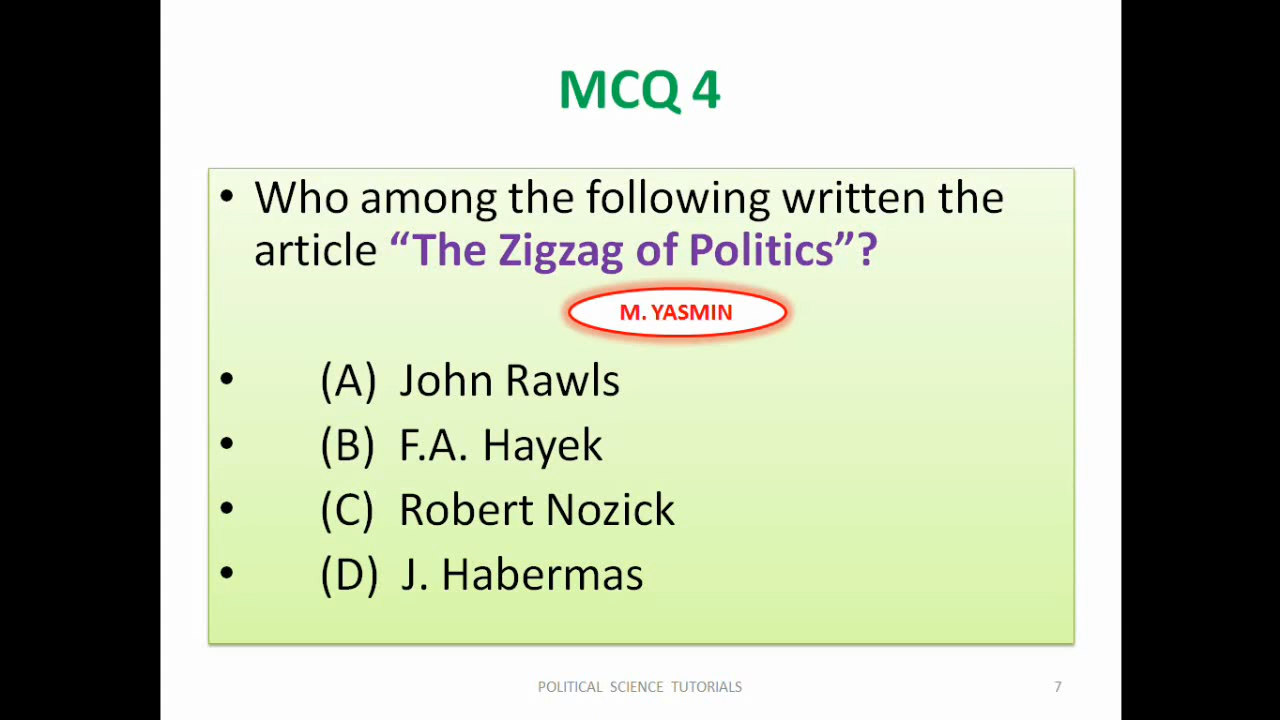 MCQ 4
• Who among the following written the
article “The Zigzag of Politics”?
M. YASMIN
• (A) John Rawls
• (B) F.A. Hayek
• (C) Robert Nozick
• (D) J. Habermas
POLITICAL SCIENCE TUTORIALS
7